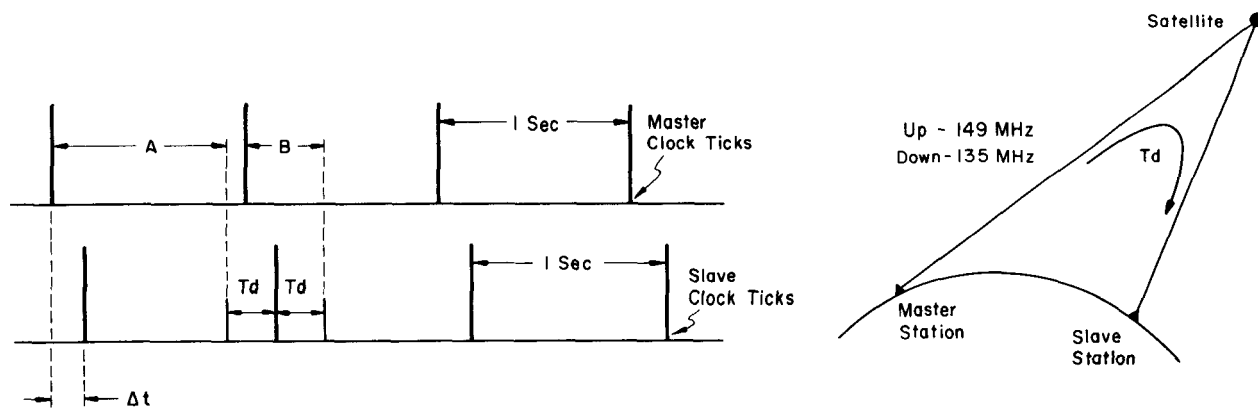 A
B
1 Sec
Master
Clock Ticks
Td
Td
1 Sec
Slave
Clock Ticks
Δt
Satellite
Up - 149 MHz
Down - 135 MHz
Td
Master
Station
Slave
Station